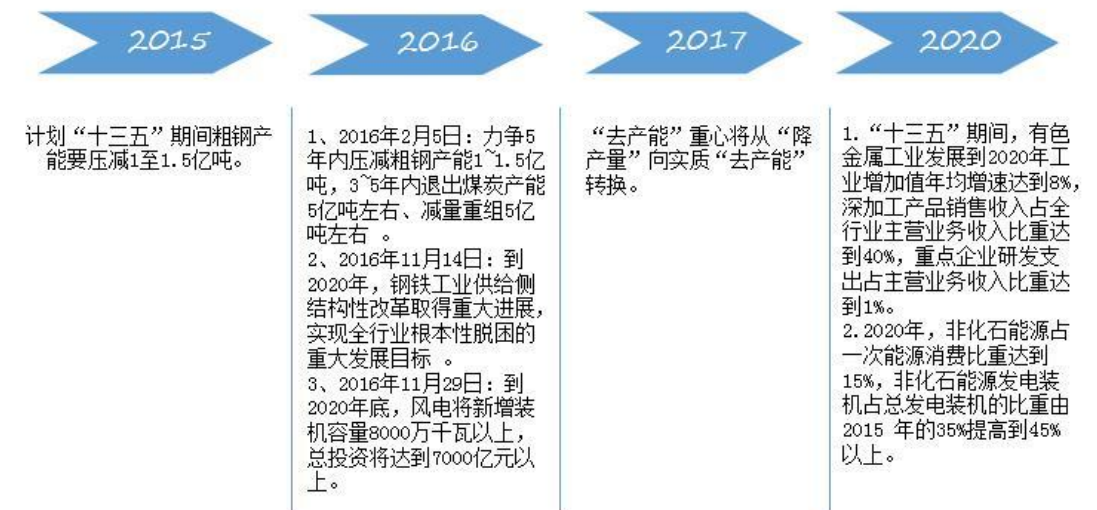 2015
2016
2017
2020
计划“十三五”期间粗钢产
能要压减1至1.5亿吨。
1、2016年2月5日：力争5
年内压减粗钢产能1~1.5亿
吨，3~5年内退出煤炭产能
5亿吨左右、减量重组5亿
吨左右 。
2、2016年11月14日：到
2020年，钢铁工业供给侧
结构性改革取得重大进展，
实现全行业根本性脱困的
重大发展目标 。
3、2016年11月29日：到
2020年底，风电将新增装
机容量8000万千瓦以上，
总投资将达到7000亿元以
上。
“去产能”重心将从“降
产量”向实质“去产能”
转换。
1.“十三五”期间，有色
金属工业发展到2020年工
业增加值年均增速达到8%，
深加工产品销售收入占全
行业主营业务收入比重达
到40%，重点企业研发支
出占主营业务收入比重达
到1%。
2.2020年，非化石能源占
一次能源消费比重达到
15%，非化石能源发电装
机占总发电装机的比重由
2015 年的35%提高到45%
以上。